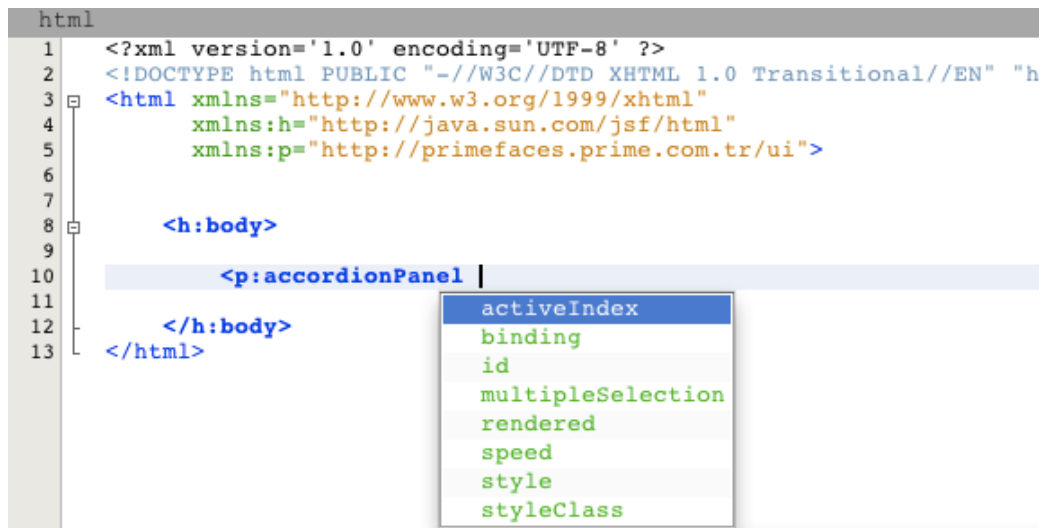 html
1 <?xml version='1.0' encoding='UTF-8' ?>
2 <!DOCTYPE html PUBLIC "-//W3C//DTD XHTML 1.0 Transitional//EN" "h
3 <html xmlns="http://www.w3.org/1999/xhtml"
4 xmlns:h="http://java.sun.com/jsf/html"
5 xmlns:p="http://primefaces.prime.com.tr/ui">
6
7
8 <h:body>
9
10 <p:accordionPanel
11
12 </h:body>
13 </html>
activeIndex
binding
id
multipleSelection
rendered
speed
style
styleClass